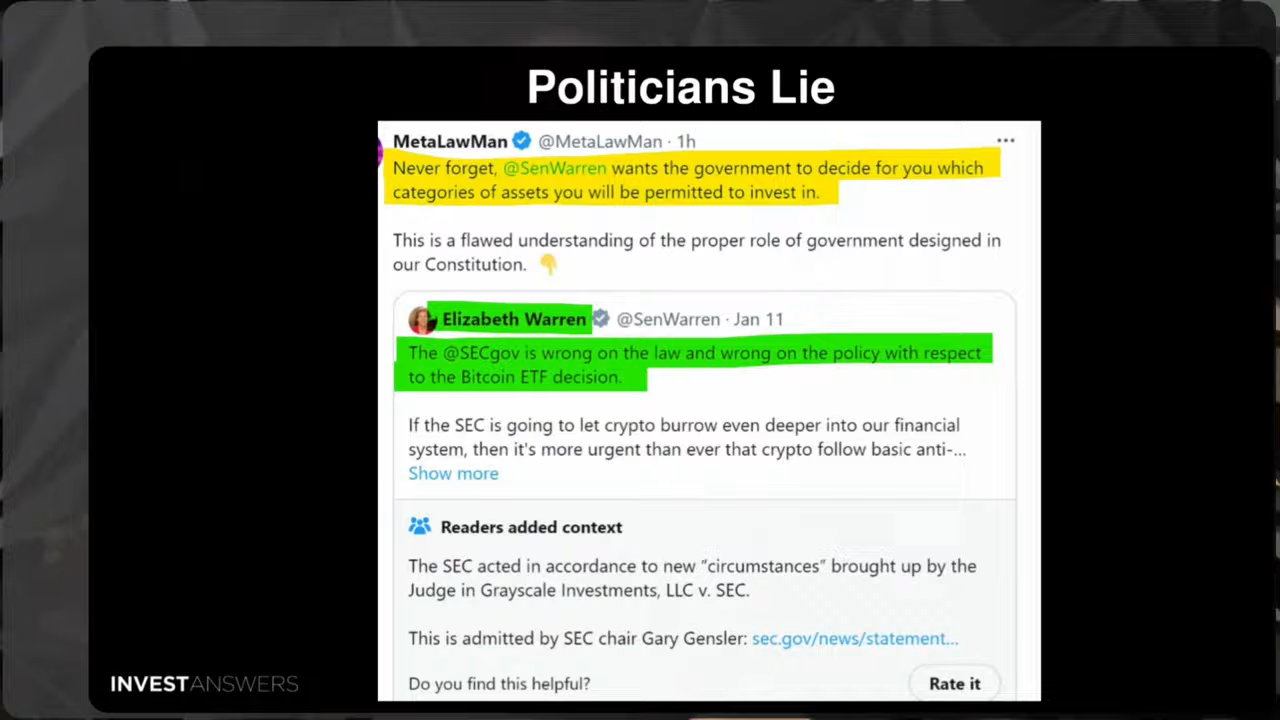 Politicians Lie
MetaLawMan @MetaLawMan · 1h
Never forget, @SenWarren wants the government to decide for you which
categories of assets you will be permitted to invest in.
This is a flawed understanding of the proper role of government designed in
our Constitution. 👇
Elizabeth Warren @SenWarren · Jan 11
The @SECgov is wrong on the law and wrong on the policy with respect
to the Bitcoin ETF decision.
If the SEC is going to let crypto burrow even deeper into our financial
system, then it's more urgent than ever that crypto follow basic anti-...
Show more
Readers added context
The SEC acted in accordance to new “circumstances” brought up by the
Judge in Grayscale Investments, LLC v. SEC.
This is admitted by SEC chair Gary Gensler: sec.gov/news/statement...
Do you find this helpful? Rate it
INVESTANSWERS